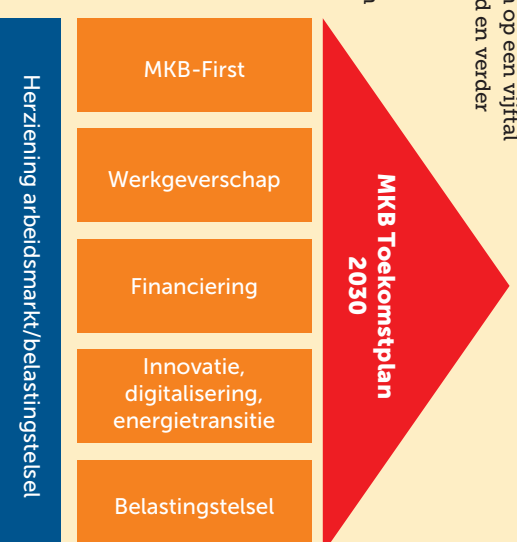 n op een vijftal
d en verder
n
Herziening arbeidsmarkt/belastingstelsel
MKB-First
Werkgeverschap
Financiering
Innovatie,
digitalisering,
energietransitie
Belastingstelsel
MKB Toekomstplan
2030